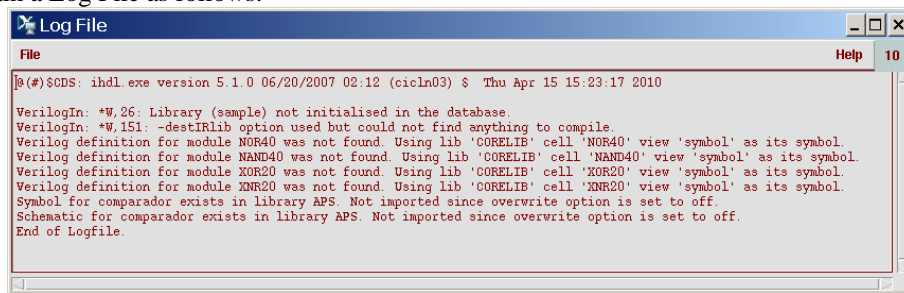 a Log File as follows.
Log File
File Help 10
@(#)$CDS: ihdl.exe version 5.1.0 06/20/2007 02:12 (cicln03) $ Thu Apr 15 15:23:17 2010
VerilogIn: *W,26: Library (sample) not initialised in the database.
VerilogIn: *W,151: -destIRlib option used but could not find anything to compile.
Verilog definition for module NOR40 was not found. Using lib 'CORELIB' cell 'NOR40' view 'symbol' as its symbol.
Verilog definition for module NAND40 was not found. Using lib 'CORELIB' cell 'NAND40' view 'symbol' as its symbol.
Verilog definition for module XOR20 was not found. Using lib 'CORELIB' cell 'XOR20' view 'symbol' as its symbol.
Verilog definition for module XNR20 was not found. Using lib 'CORELIB' cell 'XNR20' view 'symbol' as its symbol.
Symbol for comparador exists in library APS. Not imported since overwrite option is set to off.
Schematic for comparador exists in library APS. Not imported since overwrite option is set to off.
End of Logfile.